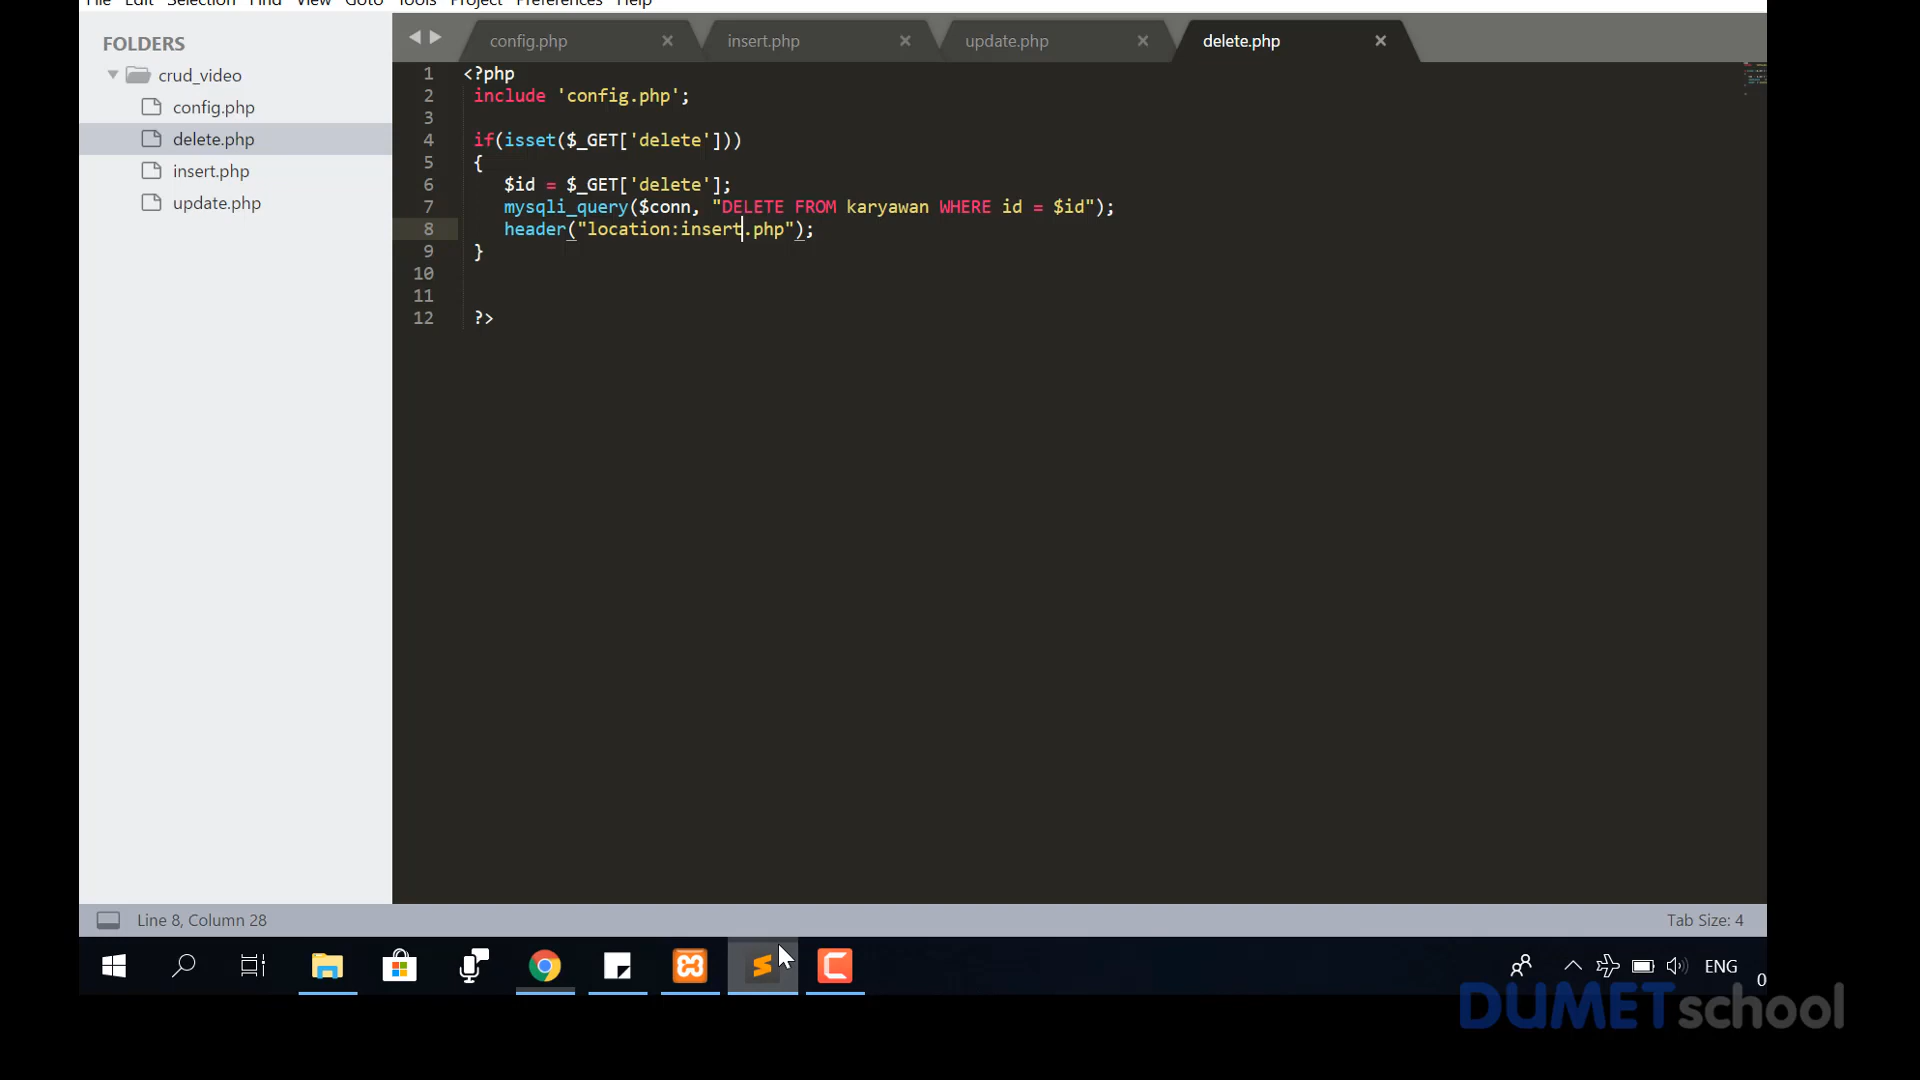 File Edit Selection Find View Goto Tools Project Preferences Help
FOLDERS
crud_video
config.php
delete.php
insert.php
update.php
config.php insert.php update.php delete.php
1 <?php
2 include 'config.php';
3
4 if(isset($_GET['delete']))
5 {
6 $id = $_GET['delete'];
7 mysqli_query($conn, "DELETE FROM karyawan WHERE id = $id");
8 header("location:insert.php");
9 }
10
11
12 ?>
Line 8, Column 28
Tab Size: 4
ENG
0
DUMETschool